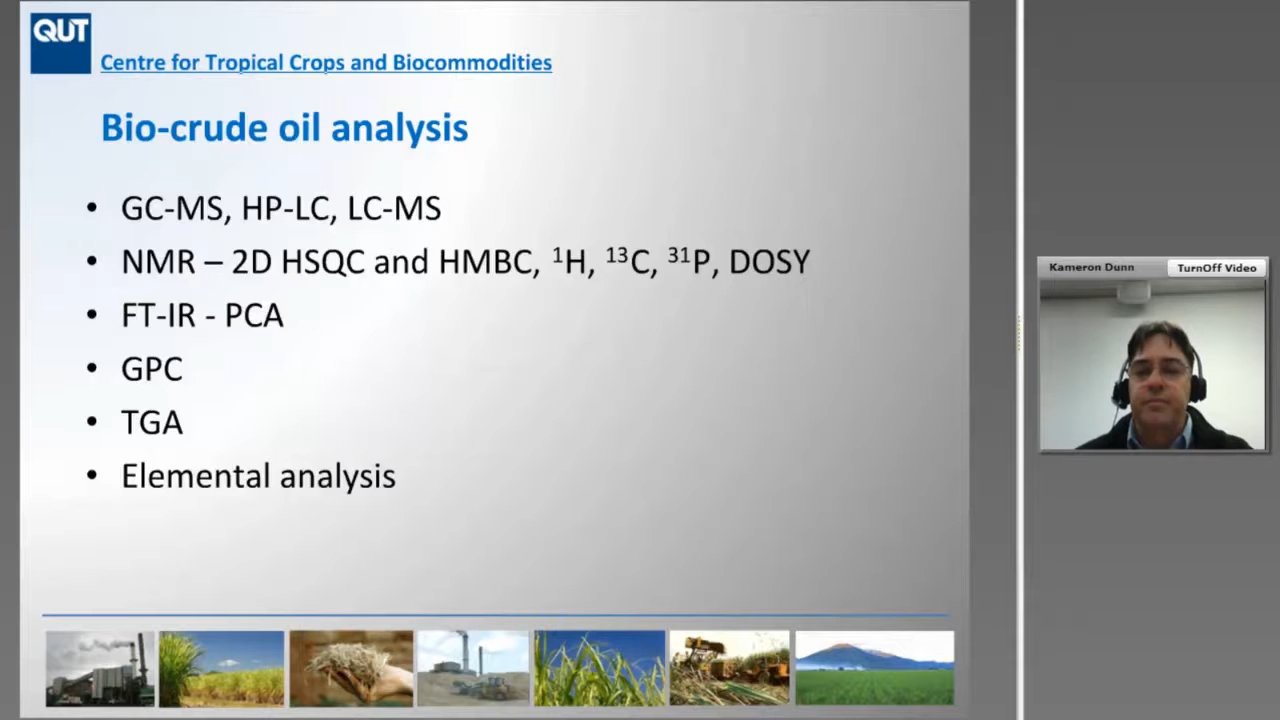 QUT
Centre for Tropical Crops and Biocommodities
Bio-crude oil analysis
• GC-MS, HP-LC, LC-MS
• NMR – 2D HSQC and HMBC, ¹H, ¹³C, ³¹P, DOSY
• FT-IR - PCA
• GPC
• TGA
• Elemental analysis
Kameron Dunn
TurnOff Video